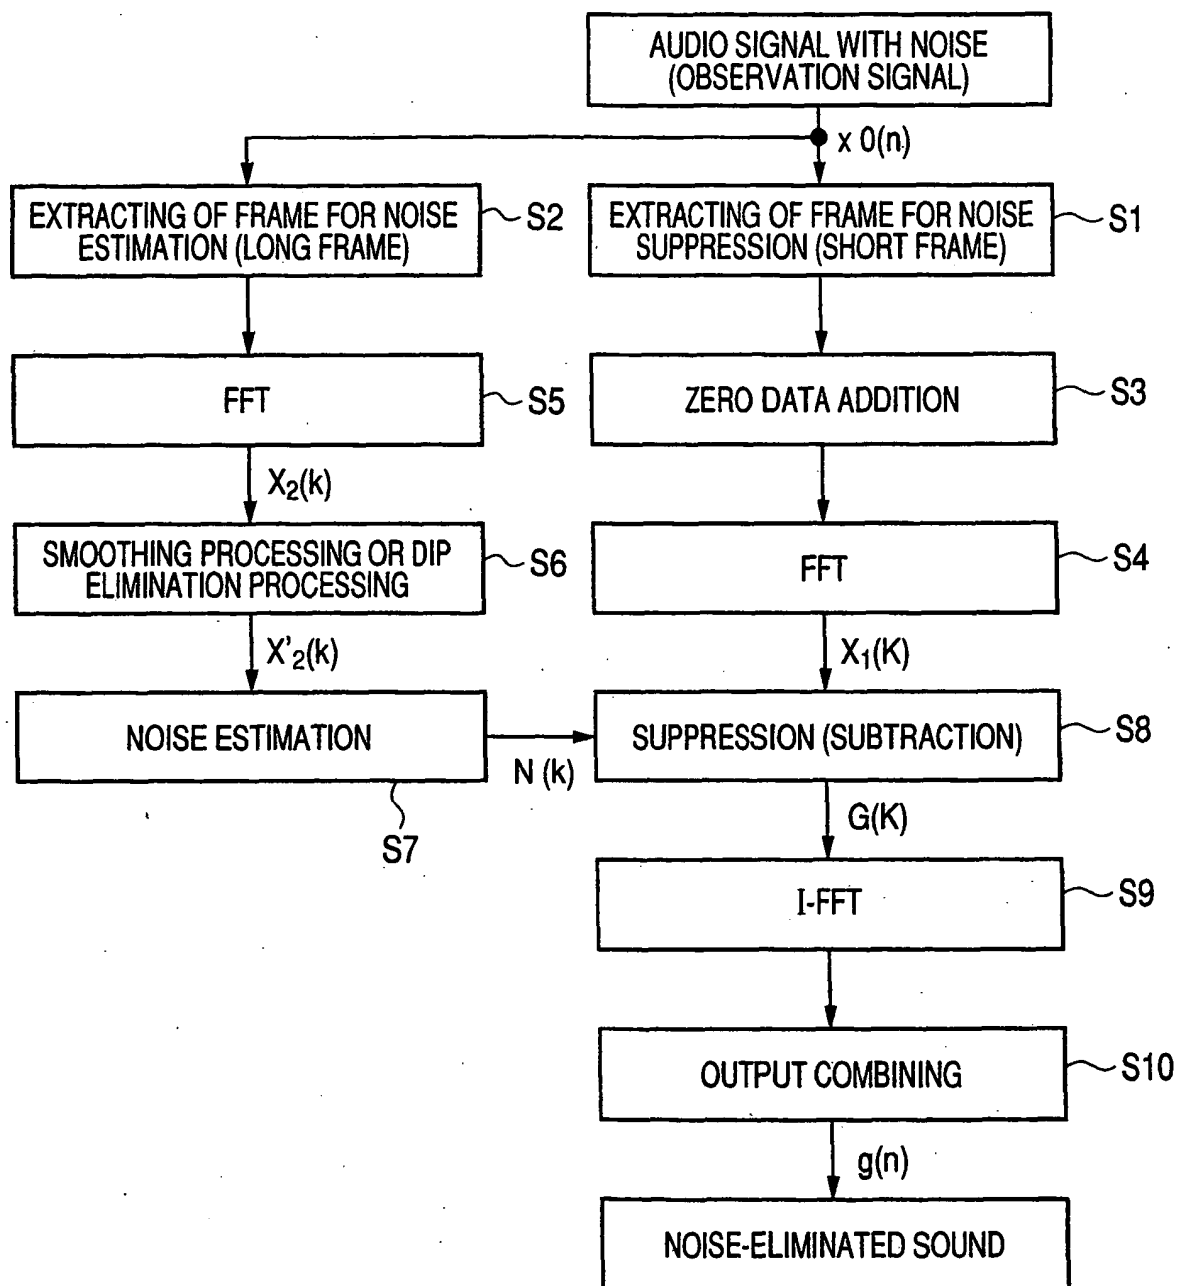 AUDIO SIGNAL WITH NOISE
(OBSERVATION SIGNAL)
x 0(n)
EXTRACTING OF FRAME FOR NOISE
ESTIMATION (LONG FRAME)
S2
EXTRACTING OF FRAME FOR NOISE
SUPPRESSION (SHORT FRAME)
S1
FFT
S5
ZERO DATA ADDITION
S3
X₂(k)
SMOOTHING PROCESSING OR DIP
ELIMINATION PROCESSING
S6
FFT
S4
X'₂(k)
X₁(K)
NOISE ESTIMATION
S7
N (k)
SUPPRESSION (SUBTRACTION)
S8
G(K)
I-FFT
S9
OUTPUT COMBINING
S10
g(n)
NOISE-ELIMINATED SOUND